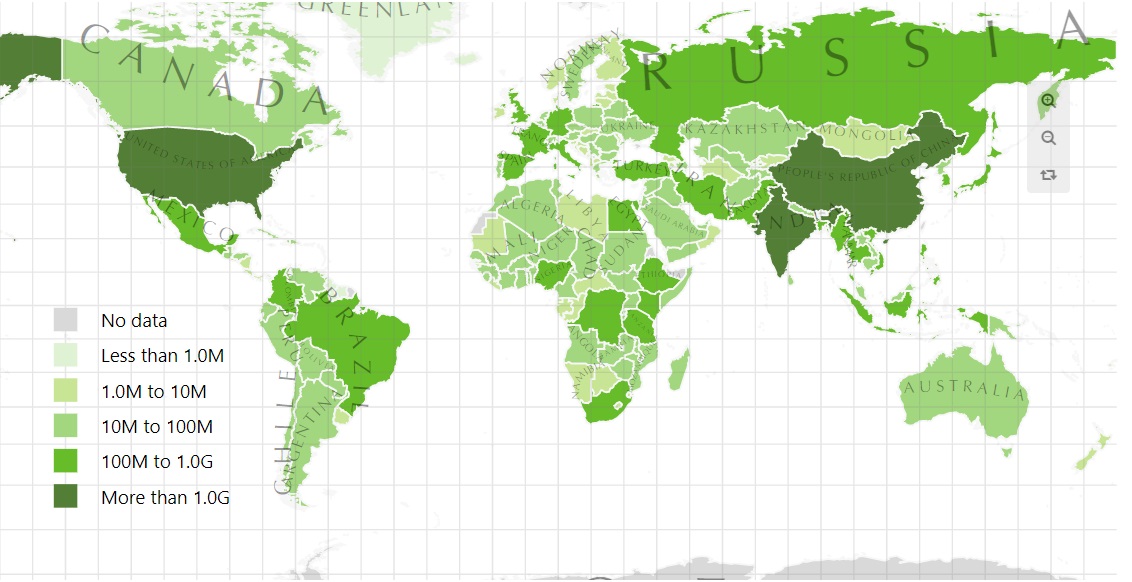 GREENLAN
CANADA
NORWAY
RUSSIA
UKRAINE
KAZAKHSTAN
MONGOLIA
UNITED STATES OF AMERICA
PEOPLE'S REPUBLIC OF CHINA
TURKEY
IRAN
MEXICO
ALGERIA
LIBYA
EGYPT
SAUDI ARABIA
INDIA
MALI
NIGER
CHAD
SUDAN
NIGERIA
ETHIOPIA
BRAZIL
PERU
BOLIVIA
ANGOLA
NAMIBIA
CHILE
ARGENTINA
AUSTRALIA
No data
Less than 1.0M
1.0M to 10M
10M to 100M
100M to 1.0G
More than 1.0G